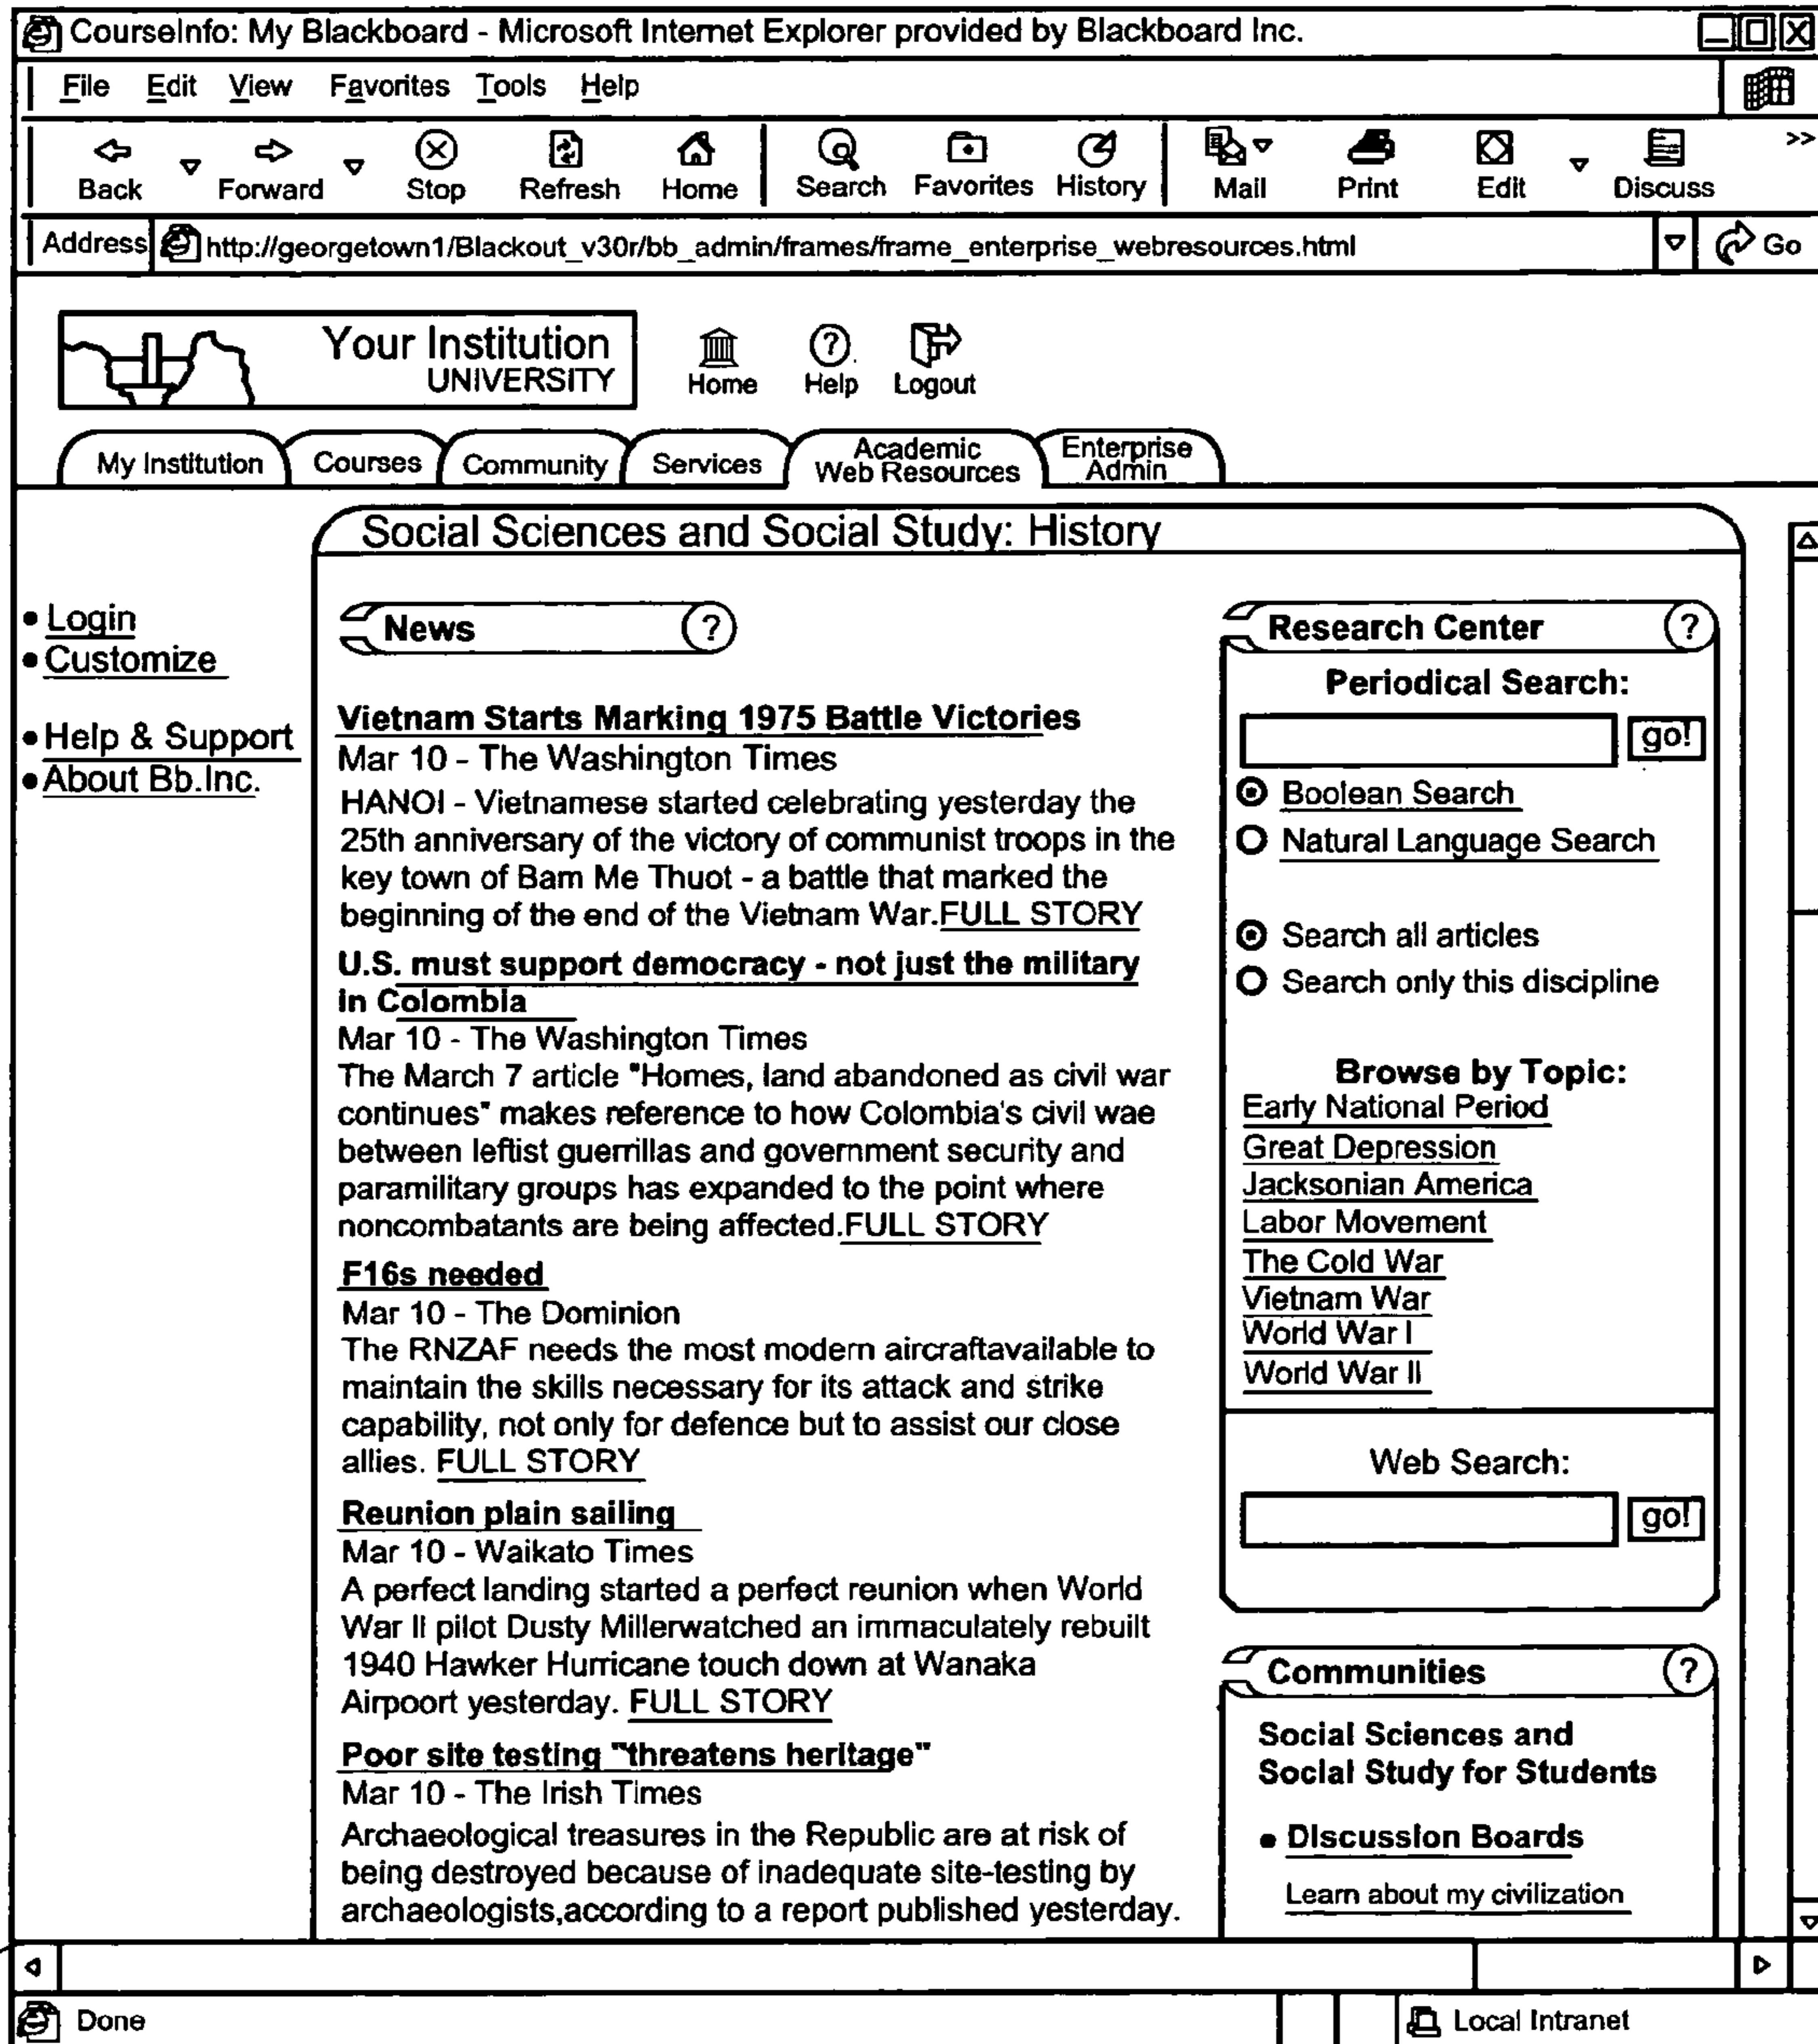 CourseInfo: My Blackboard - Microsoft Internet Explorer provided by Blackboard Inc.
File Edit View Favorites Tools Help
Back Forward Stop Refresh Home Search Favorites History Mail Print Edit Discuss >>
Address http://georgetown1/Blackout_v30r/bb_admin/frames/frame_enterprise_webresources.html Go
Your Institution
UNIVERSITY
Home Help Logout
My Institution Courses Community Services Academic Web Resources Enterprise Admin
Social Sciences and Social Study: History
• Login
• Customize
• Help & Support
• About Bb.Inc.
News ?
Vietnam Starts Marking 1975 Battle Victories
Mar 10 - The Washington Times
HANOI - Vietnamese started celebrating yesterday the
25th anniversary of the victory of communist troops in the
key town of Bam Me Thuot - a battle that marked the
beginning of the end of the Vietnam War.FULL STORY
U.S. must support democracy - not just the military
in Colombia
Mar 10 - The Washington Times
The March 7 article "Homes, land abandoned as civil war
continues" makes reference to how Colombia's civil wae
between leftist guerrillas and government security and
paramilitary groups has expanded to the point where
noncombatants are being affected.FULL STORY
F16s needed
Mar 10 - The Dominion
The RNZAF needs the most modern aircraftavailable to
maintain the skills necessary for its attack and strike
capability, not only for defence but to assist our close
allies. FULL STORY
Reunion plain sailing
Mar 10 - Waikato Times
A perfect landing started a perfect reunion when World
War II pilot Dusty Millerwatched an immaculately rebuilt
1940 Hawker Hurricane touch down at Wanaka
Airpoort yesterday. FULL STORY
Poor site testing "threatens heritage"
Mar 10 - The Irish Times
Archaeological treasures in the Republic are at risk of
being destroyed because of inadequate site-testing by
archaeologists,according to a report published yesterday.
Research Center ?
Periodical Search:
go!
Boolean Search
Natural Language Search
Search all articles
Search only this discipline
Browse by Topic:
Early National Period
Great Depression
Jacksonian America
Labor Movement
The Cold War
Vietnam War
World War I
World War II
Web Search:
go!
Communities ?
Social Sciences and
Social Study for Students
• Discussion Boards
Learn about my civilization
Done
Local Intranet